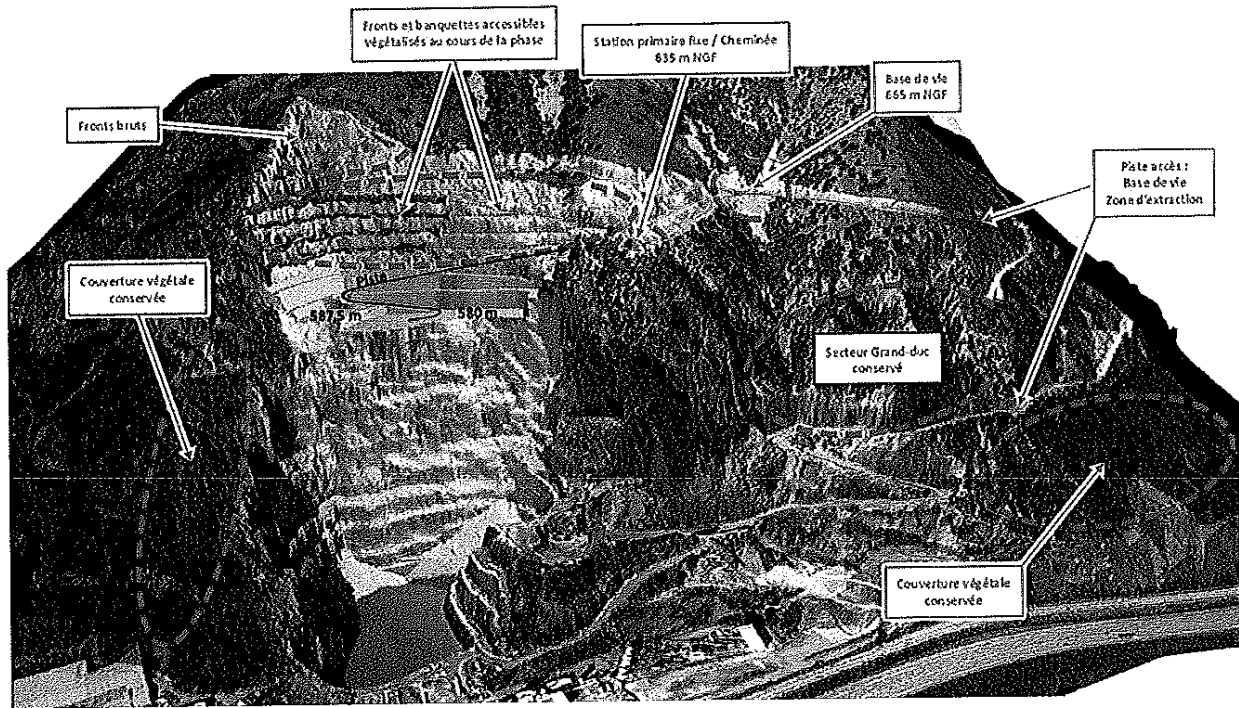 Fronts et banquettes accessibles
végétalisés au cours de la phase
Station primaire fixe / Cheminée
635 m NGF
Base de vie
665 m NGF
Fronts bruts
Piste accès :
Base de vie
Zone d'extraction
Couverture végétale
conservée
Piste
587,5 m
580 m
Secteur Grand-duc
conservé
Couverture végétale
conservée